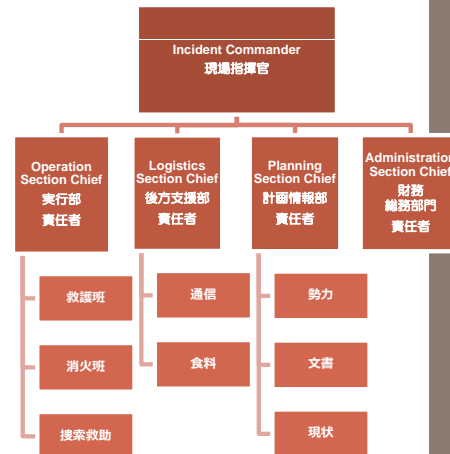 Incident Commander
現場指揮官
Operation
Section Chief
実行部
責任者
Logistics
Section Chief
後方支援部
責任者
Planning
Section Chief
計画情報部
責任者
Administration
Section Chief
財務
総務部門
責任者
救護班
消火班
捜索救助
通信
食料
勢力
文書
現状